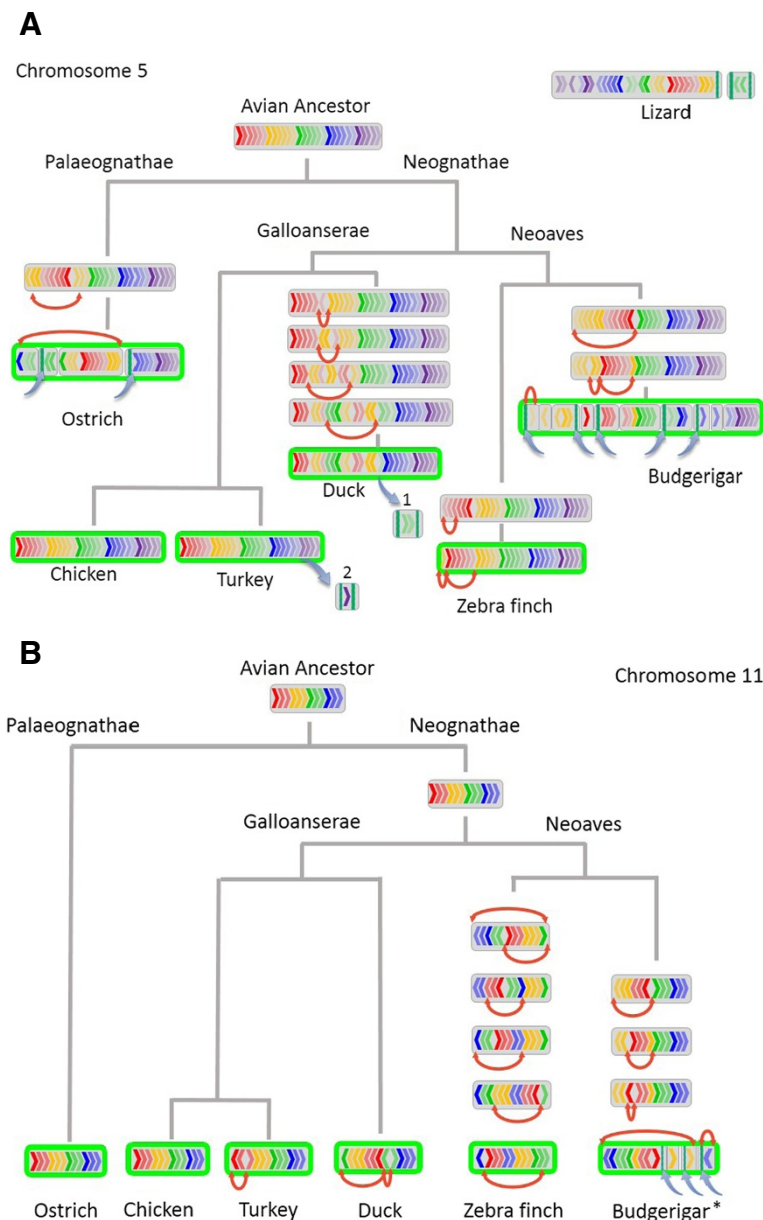 A
Chromosome 5
Avian Ancestor
Lizard
Palaeognathae
Neognathae
Galloanserae
Neoaves
Ostrich
Budgerigar
Duck
1
Chicken
Turkey
2
Zebra finch
B
Avian Ancestor
Chromosome 11
Palaeognathae
Neognathae
Galloanserae
Neoaves
Ostrich
Chicken
Turkey
Duck
Zebra finch
Budgerigar*